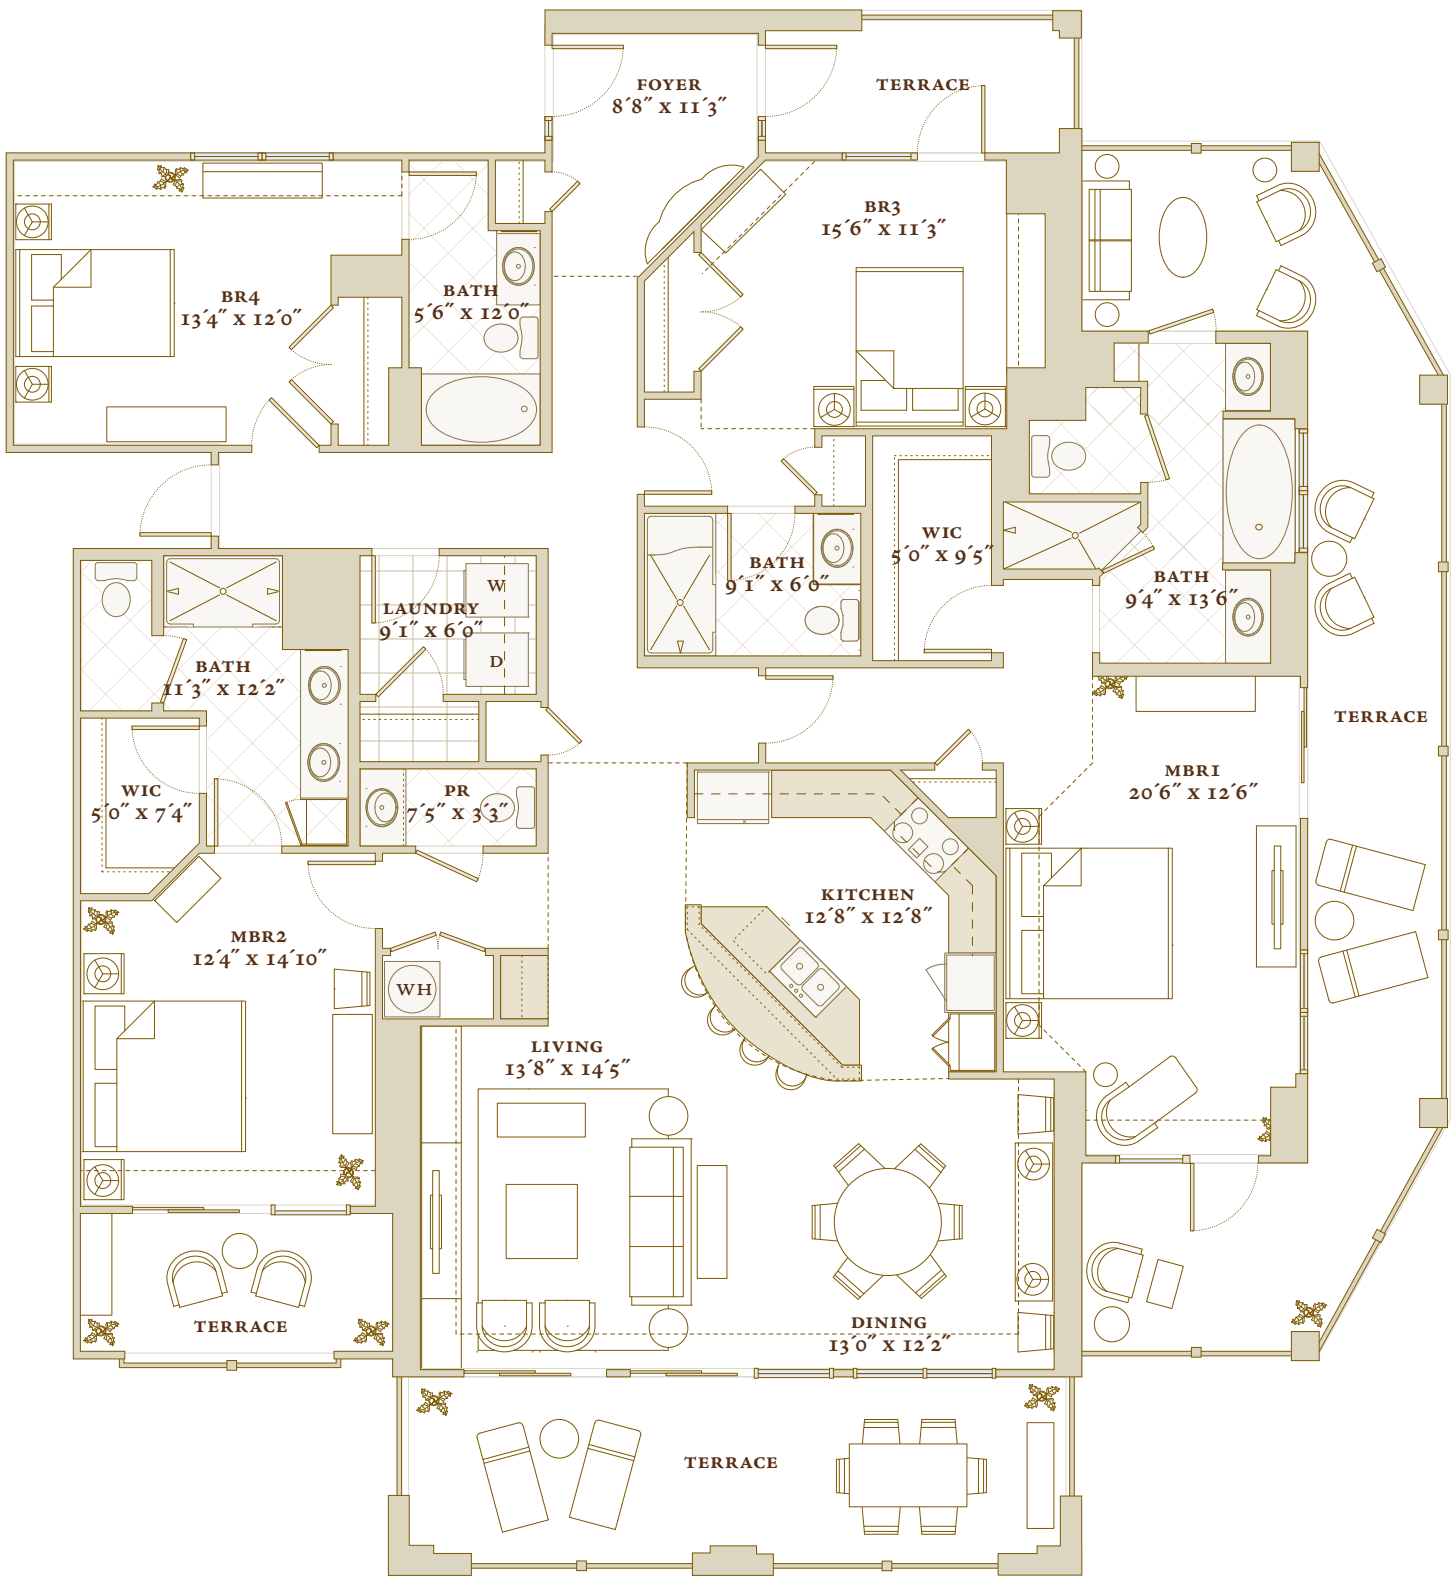 FOYER
8´8˝ X 11´3˝
TERRACE
BR3
15´6˝ X 11´3˝
BR4
13´4˝ X 12´0˝
BATH
5´6˝ X 12´0˝
WIC
5´0˝ X 9´5˝
BATH
9´1˝ X 6´0˝
BATH
9´4˝ X 13´6˝
W
LAUNDRY
9´1˝ X 6´0˝
D
BATH
11´3˝ X 12´2˝
TERRACE
MBR1
20´6˝ X 12´6˝
WIC
5´0˝ X 7´4˝
PR
7´5˝ X 3´3˝
KITCHEN
12´8˝ X 12´8˝
MBR2
12´4˝ X 14´10˝
WH
LIVING
13´8˝ X 14´5˝
TERRACE
DINING
13´0˝ X 12´2˝
TERRACE